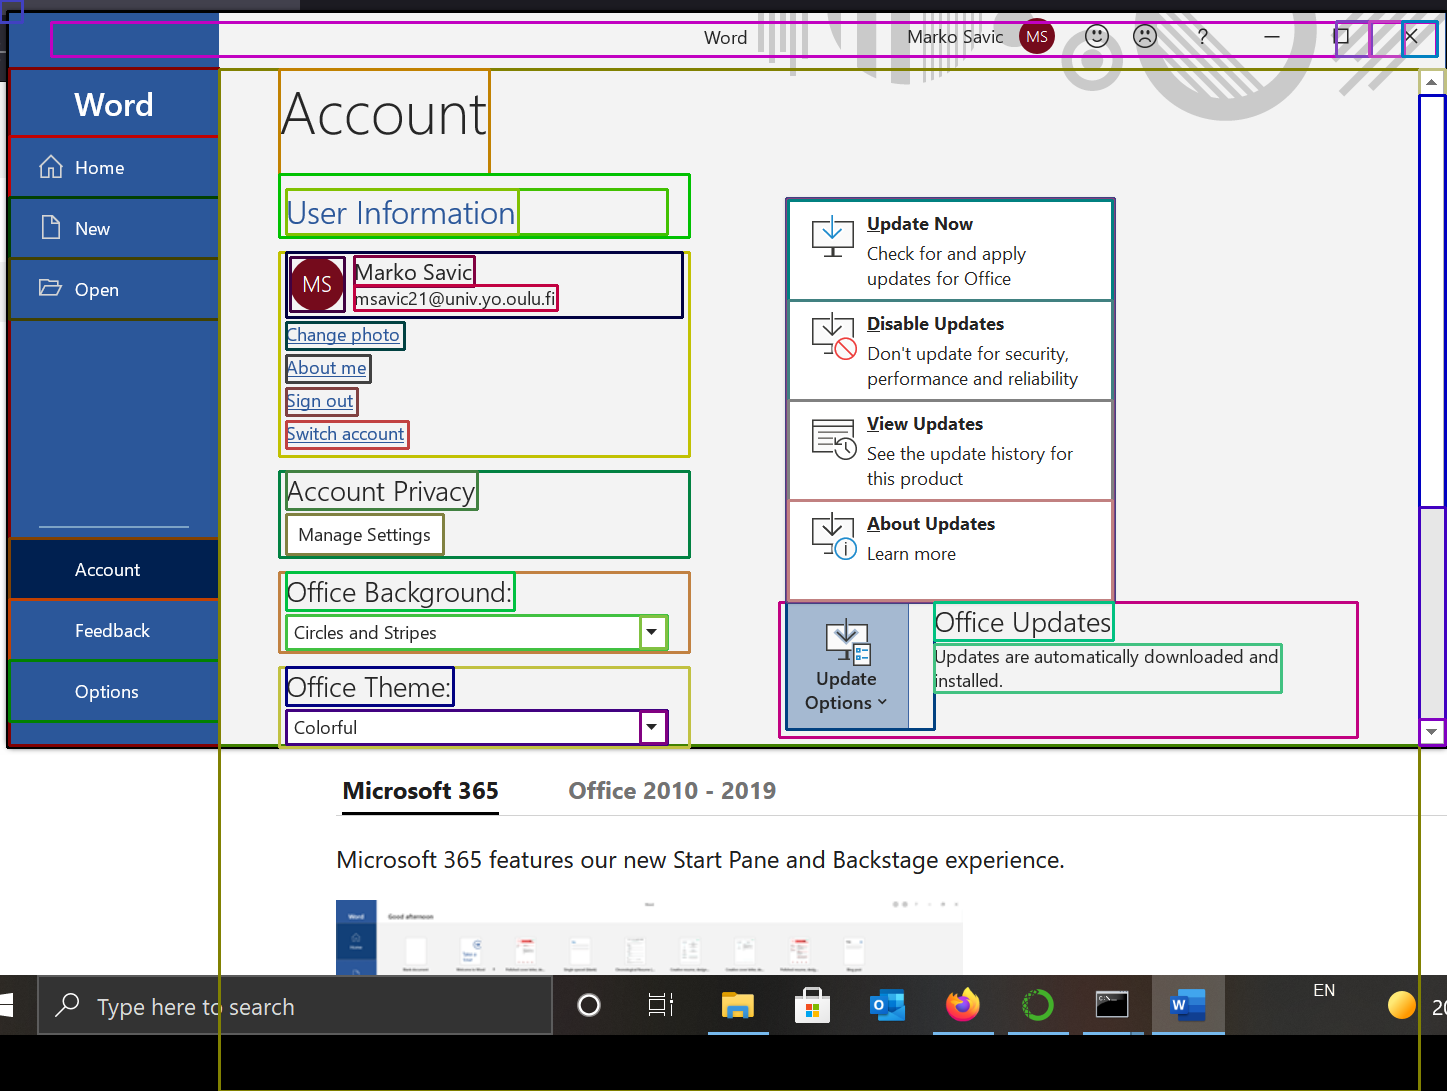 Word
Marko Savic
MS
?
Word
Home
New
Open
Account
Feedback
Options
Account
User Information
MS
Marko Savic
msavic21@univ.yo.oulu.fi
Change photo
About me
Sign out
Switch account
Account Privacy
Manage Settings
Office Background:
Circles and Stripes
Office Theme:
Colorful
Update Now
Check for and apply
updates for Office
Disable Updates
Don't update for security,
performance and reliability
View Updates
See the update history for
this product
About Updates
Learn more
Update
Options
Office Updates
Updates are automatically downloaded and
installed.
Microsoft 365
Office 2010 - 2019
Microsoft 365 features our new Start Pane and Backstage experience.
Word
Good afternoon
Type here to search
EN
20